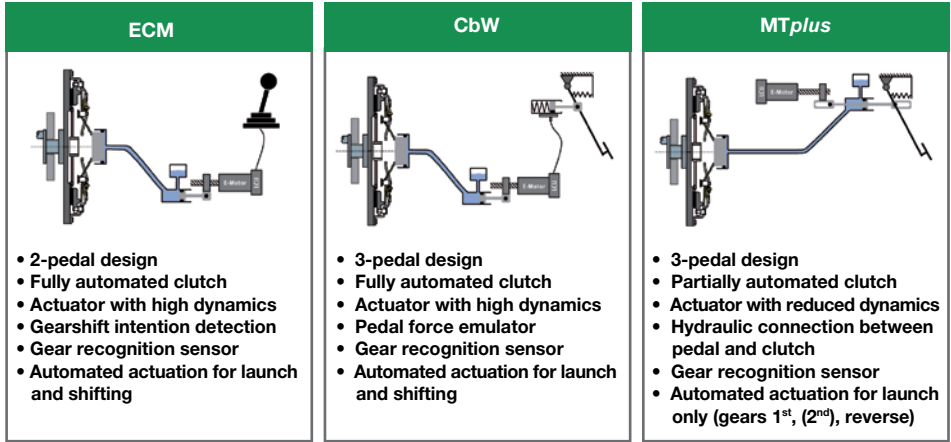 ECM
E-Motor
LCU
• 2-pedal design
• Fully automated clutch
• Actuator with high dynamics
• Gearshift intention detection
• Gear recognition sensor
• Automated actuation for launch
and shifting
CbW
E-Motor
LCU
• 3-pedal design
• Fully automated clutch
• Actuator with high dynamics
• Pedal force emulator
• Gear recognition sensor
• Automated actuation for launch
and shifting
MTplus
LCU
E-Motor
• 3-pedal design
• Partially automated clutch
• Actuator with reduced dynamics
• Hydraulic connection between
pedal and clutch
• Gear recognition sensor
• Automated actuation for launch
only (gears 1st, (2nd), reverse)